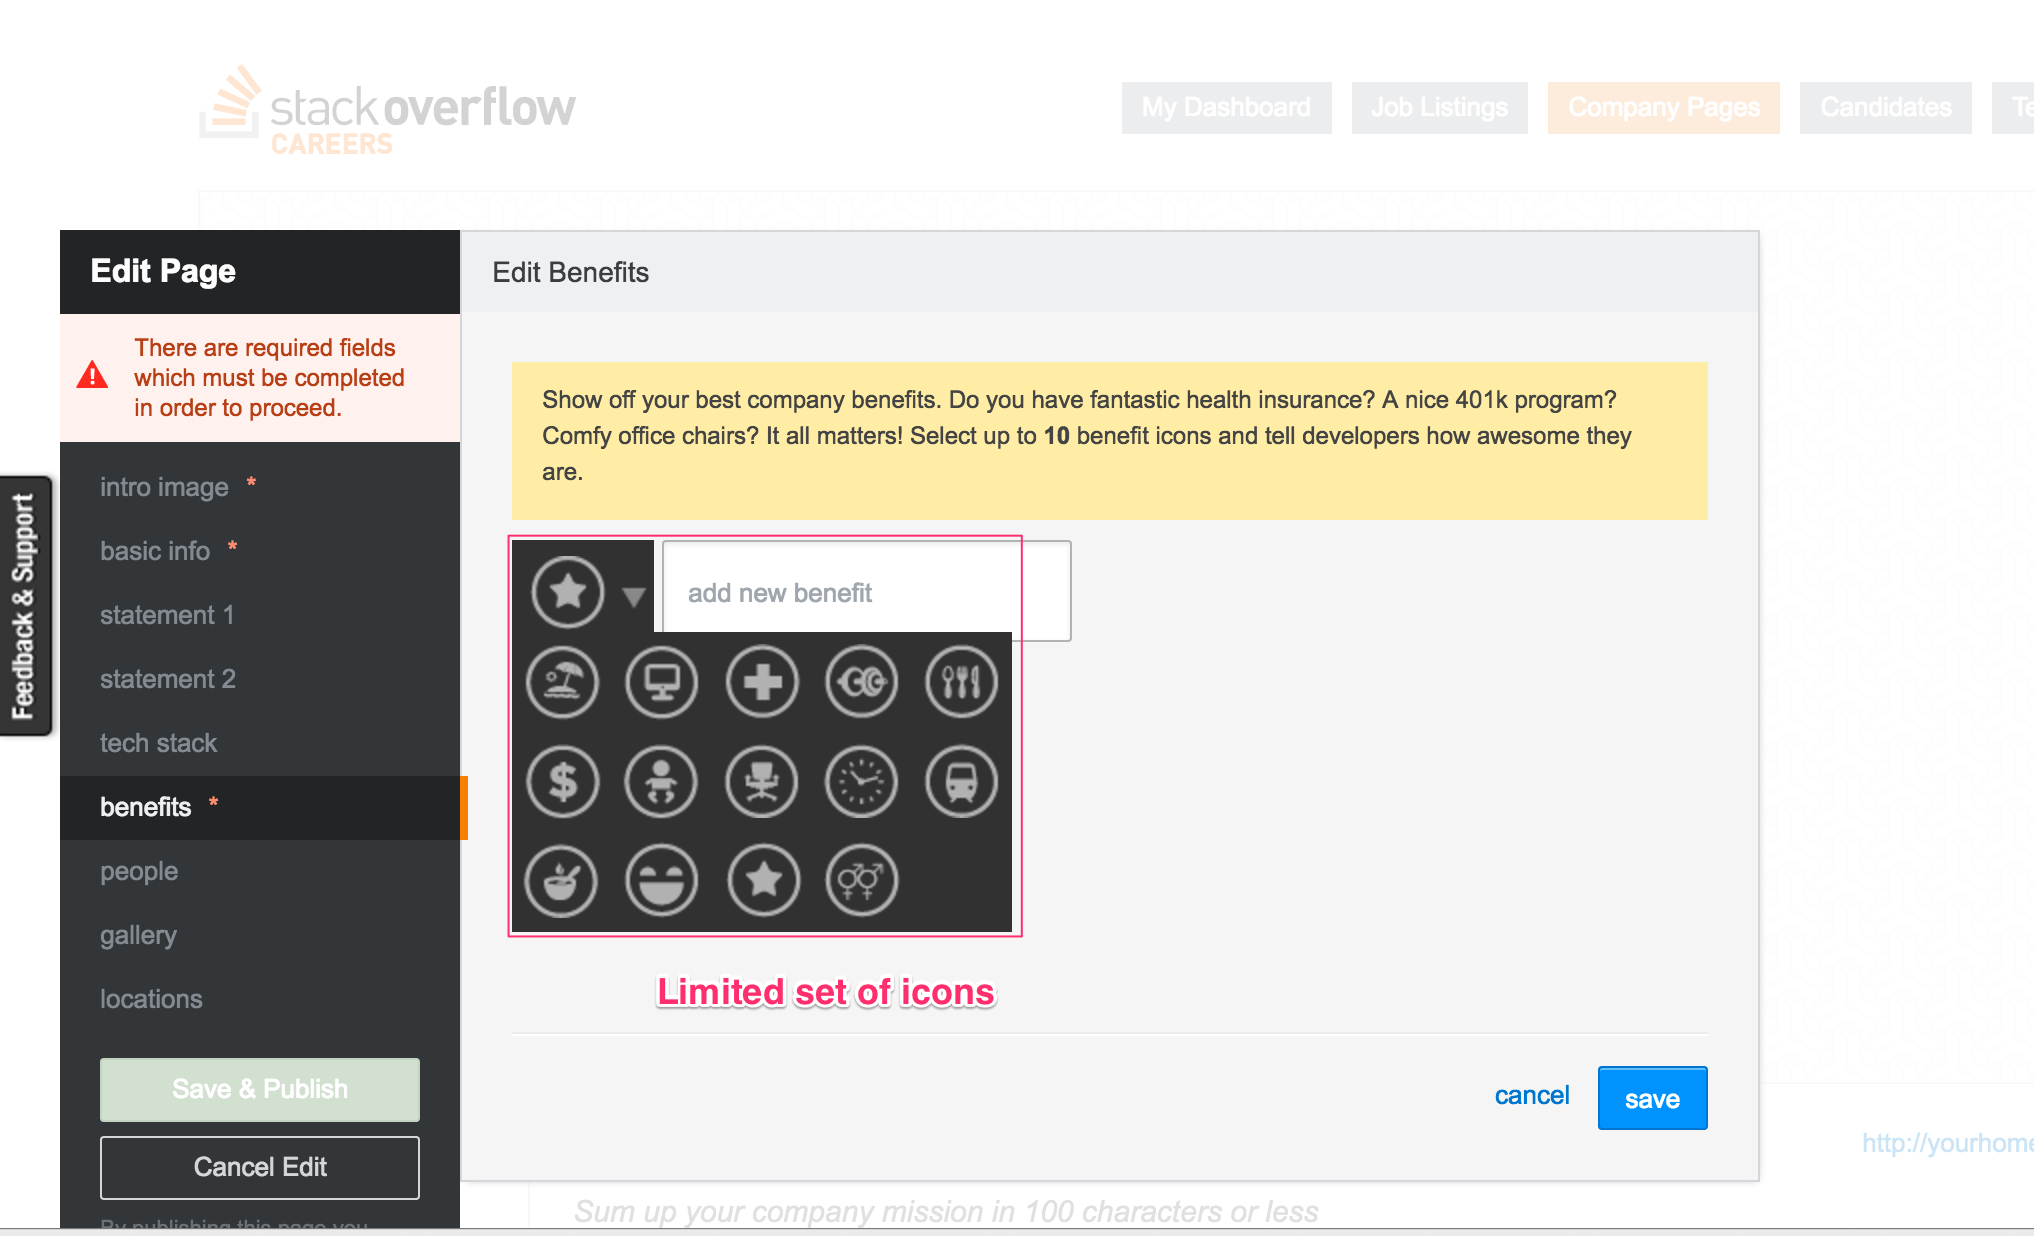 stackoverflow
CAREERS
My Dashboard
Job Listings
Company Pages
Candidates
Edit Page
Edit Benefits
There are required fields
which must be completed
in order to proceed.
Show off your best company benefits. Do you have fantastic health insurance? A nice 401k program?
Comfy office chairs? It all matters! Select up to 10 benefit icons and tell developers how awesome they
are.
Feedback & Support
intro image *
basic info *
statement 1
statement 2
tech stack
benefits *
people
gallery
locations
add new benefit
Limited set of icons
Save & Publish
Cancel Edit
cancel
save
http://yourhome
Sum up your company mission in 100 characters or less
By publishing this page you